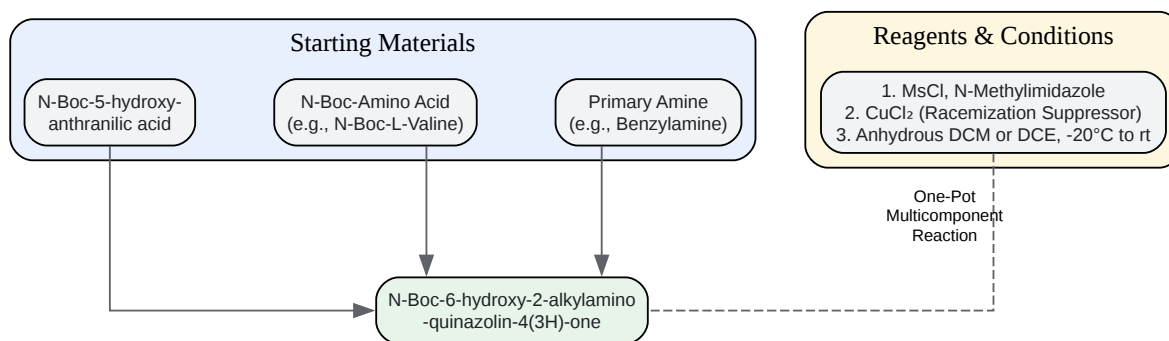 Starting Materials
N-Boc-5-hydroxy-
anthranilic acid
N-Boc-Amino Acid
(e.g., N-Boc-L-Valine)
Primary Amine
(e.g., Benzylamine)
Reagents & Conditions
1. MsCl, N-Methylimidazole
2. CuCl₂ (Racemization Suppressor)
3. Anhydrous DCM or DCE, -20°C to rt
One-Pot
Multicomponent
Reaction
N-Boc-6-hydroxy-2-alkylamino
-quinazolin-4(3H)-one